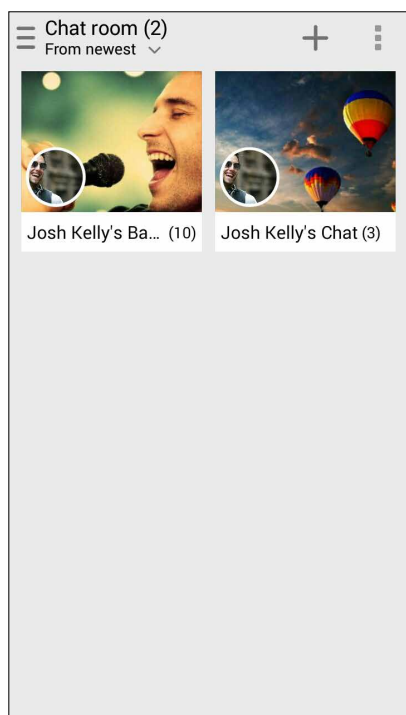 Chat room (2)
From newest
Josh Kelly's Ba... (10)
Josh Kelly's Chat (3)